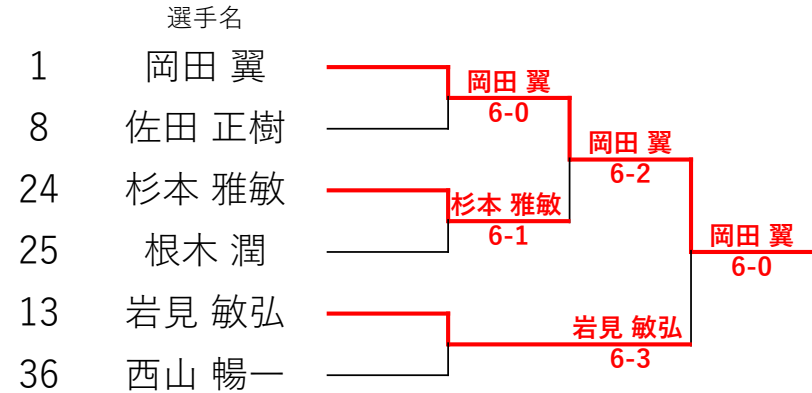 選手名
1 岡田 翼
8 佐田 正樹
24 杉本 雅敏
25 根木 潤
13 岩見 敏弘
36 西山 暢一
岡田 翼
6-0
杉本 雅敏
6-1
岡田 翼
6-2
岩見 敏弘
6-3
岡田 翼
6-0